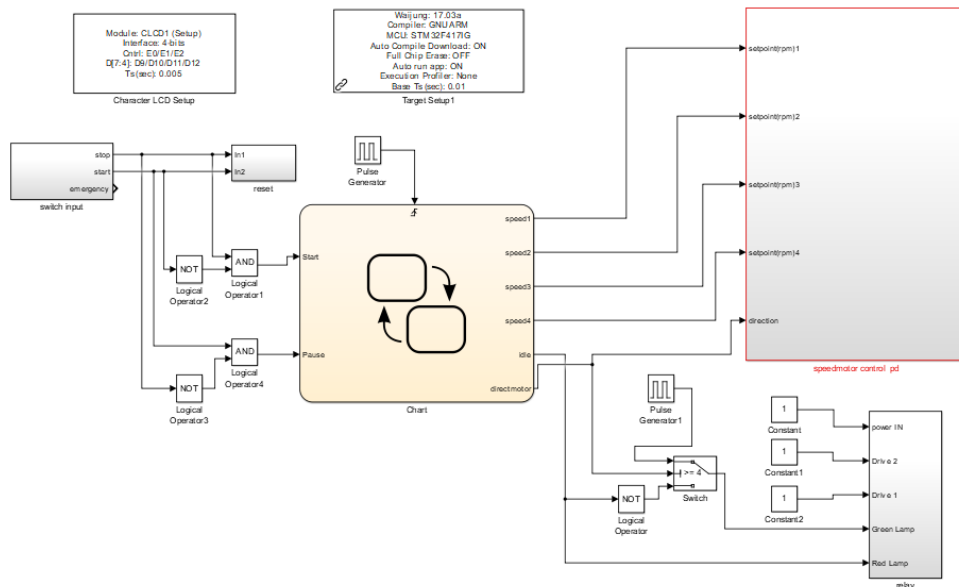 Module: CLCD1 (Setup)
Interface: 4-bits
Cntrl: E0/E1/E2
D[7:4]: D9/D10/D11/D12
Ts(sec): 0.005
Character LCD Setup
Waijung: 17.03a
Compiler: GNU ARM
MCU: STM32F417IG
Auto Compile Download: ON
Full Chip Erase: OFF
Auto run app: ON
Execution Profiler: None
Base Ts(sec): 0.01
Target Setup1
stop
start
emergency
switch input
In1
In2
reset
Pulse
Generator
NOT
Logical
Operator2
AND
Logical
Operator1
NOT
Logical
Operator3
AND
Logical
Operator4
Start
Pause
speed1
speed2
speed3
speed4
idle
directmotor
Chart
setpoint(rpm)1
setpoint(rpm)2
setpoint(rpm)3
setpoint(rpm)4
direction
speedmotor control pd
Pulse
Generator1
>= 4
Switch
NOT
Logical
Operator
1
Constant
1
Constant1
1
Constant2
power IN
Drive 2
Drive 1
Green Lamp
Red Lamp
relay